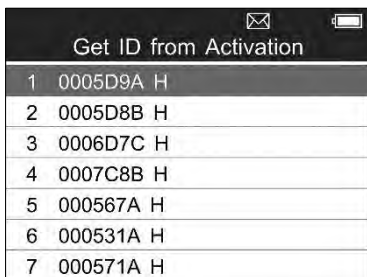 Get ID from Activation
1 0005D9A H
2 0005D8B H
3 0006D7C H
4 0007C8B H
5 000567A H
6 000531A H
7 000571A H